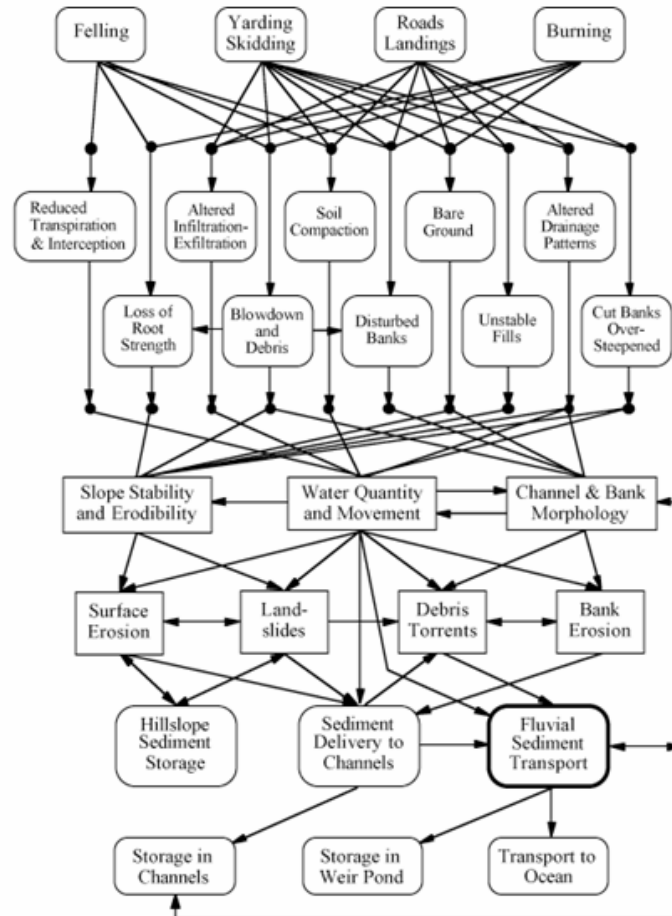 Felling
Yarding
Skidding
Roads
Landings
Burning
Reduced
Transpiration
& Interception
Altered
Infiltration-
Exfiltration
Soil
Compaction
Bare
Ground
Altered
Drainage
Patterns
Loss of
Root
Strength
Blowdown
and
Debris
Disturbed
Banks
Unstable
Fills
Cut Banks
Over-
Steepened
Slope Stability
and Erodibility
Water Quantity
and Movement
Channel & Bank
Morphology
Surface
Erosion
Land-
slides
Debris
Torrents
Bank
Erosion
Hillslope
Sediment
Storage
Sediment
Delivery to
Channels
Fluvial
Sediment
Transport
Storage in
Channels
Storage in
Weir Pond
Transport to
Ocean